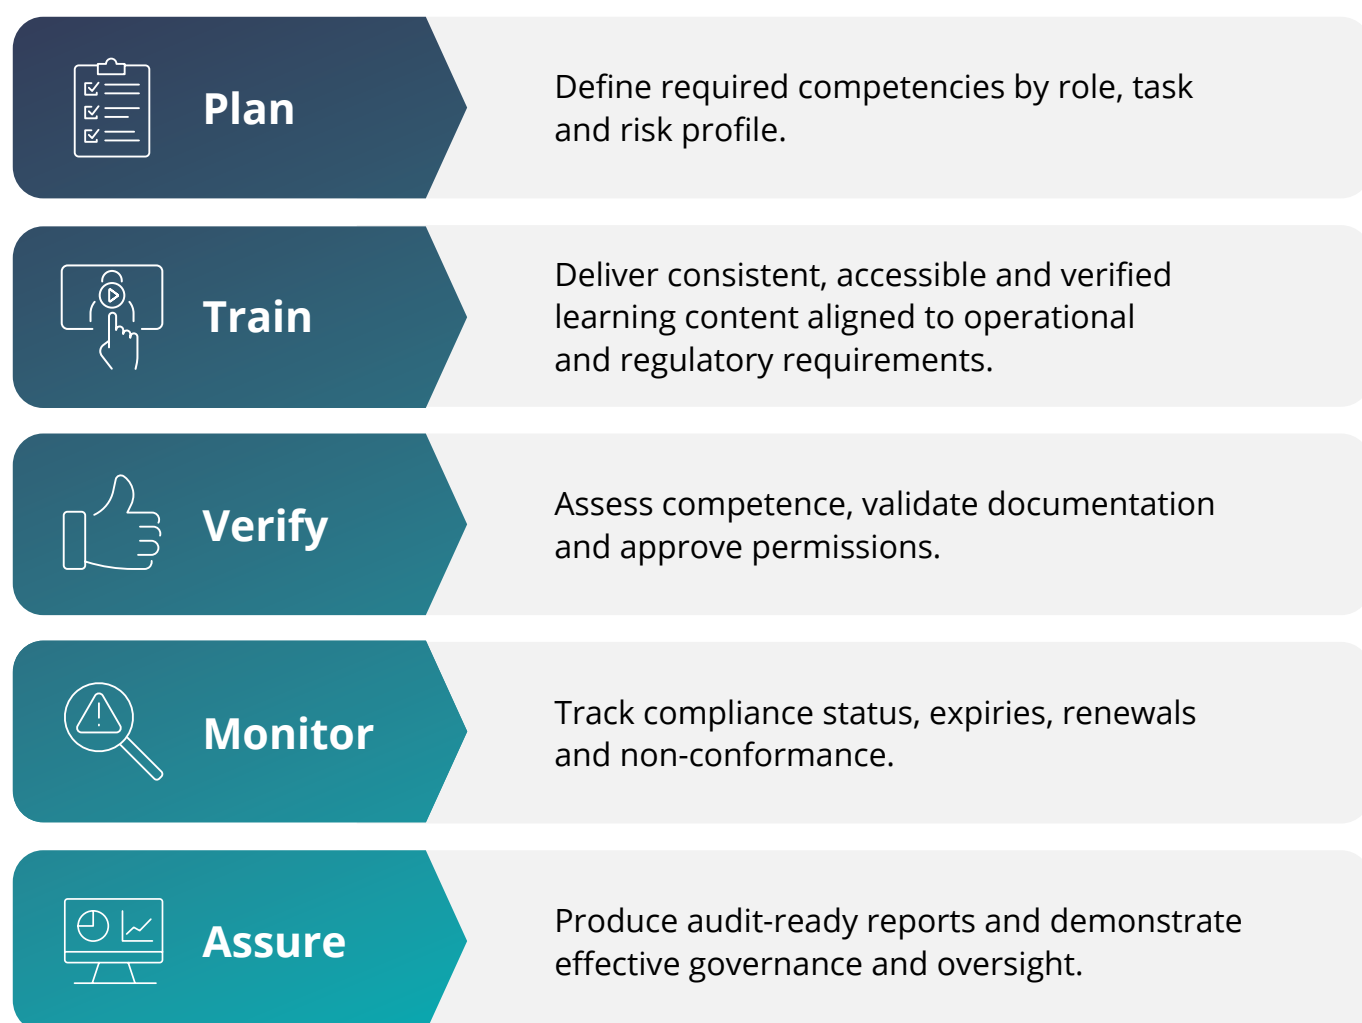 Plan
Define required competencies by role, task
and risk profile.
Train
Deliver consistent, accessible and verified
learning content aligned to operational
and regulatory requirements.
Verify
Assess competence, validate documentation
and approve permissions.
Monitor
Track compliance status, expiries, renewals
and non-conformance.
Assure
Produce audit-ready reports and demonstrate
effective governance and oversight.